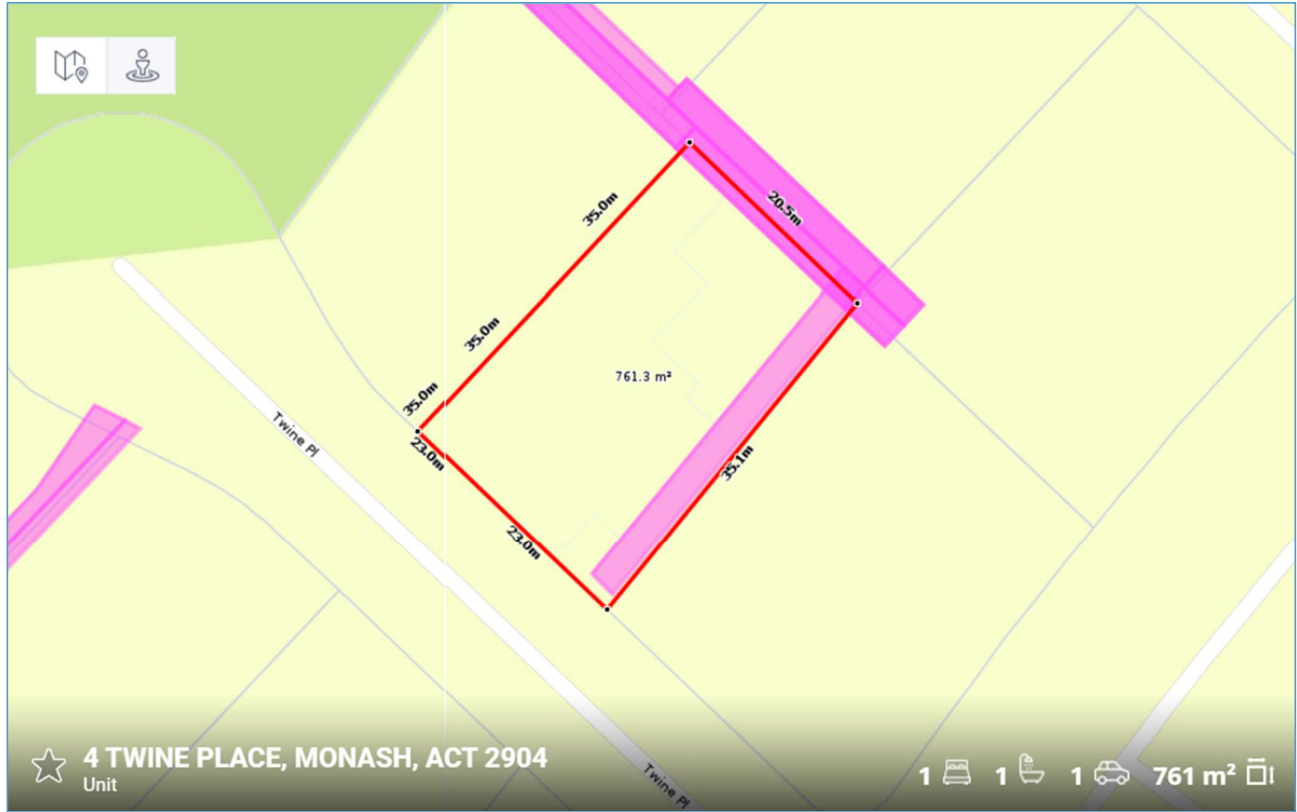 20.5m
35.0m
35.0m
761.3 m²
35.0m
Twine Pl
23.0m
35.1m
23.0m
4 TWINE PLACE, MONASH, ACT 2904
Unit
Twine Pl
1 1 1 761 m²